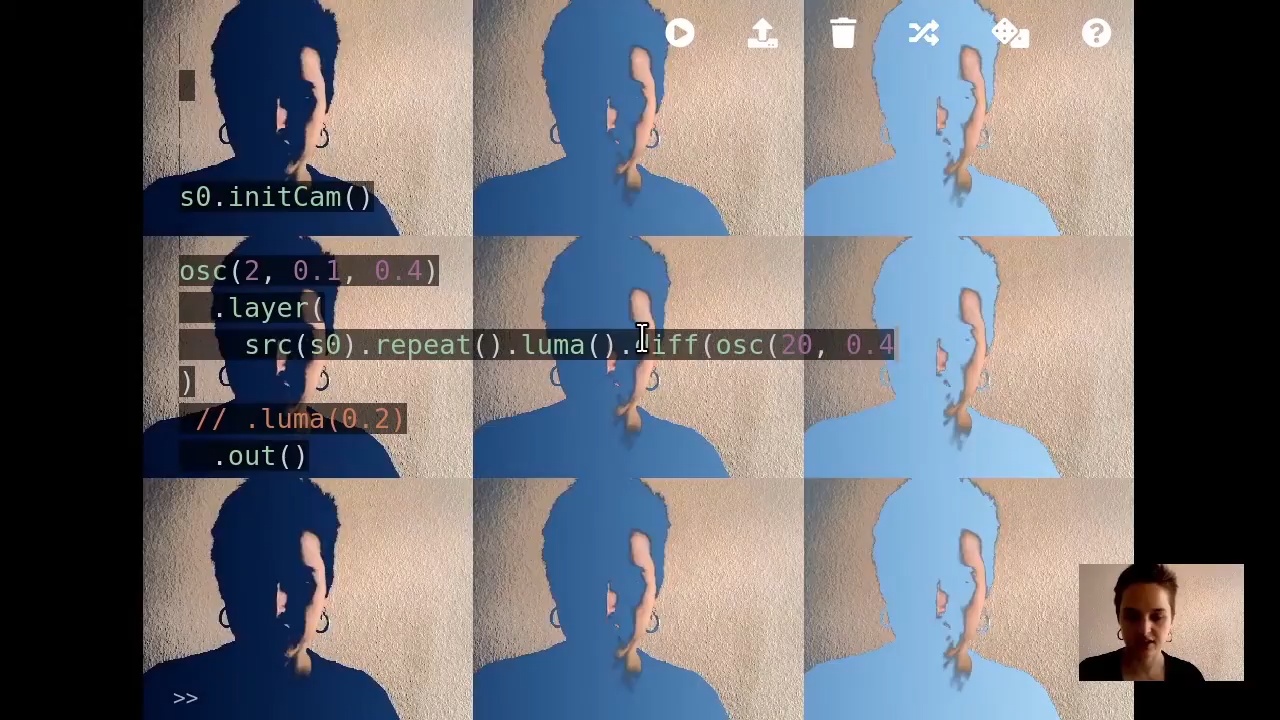 s0.initCam()
osc(2, 0.1, 0.4)
.layer(
src(s0).repeat().luma().diff(osc(20, 0.4
)
// .luma(0.2)
.out()
>>